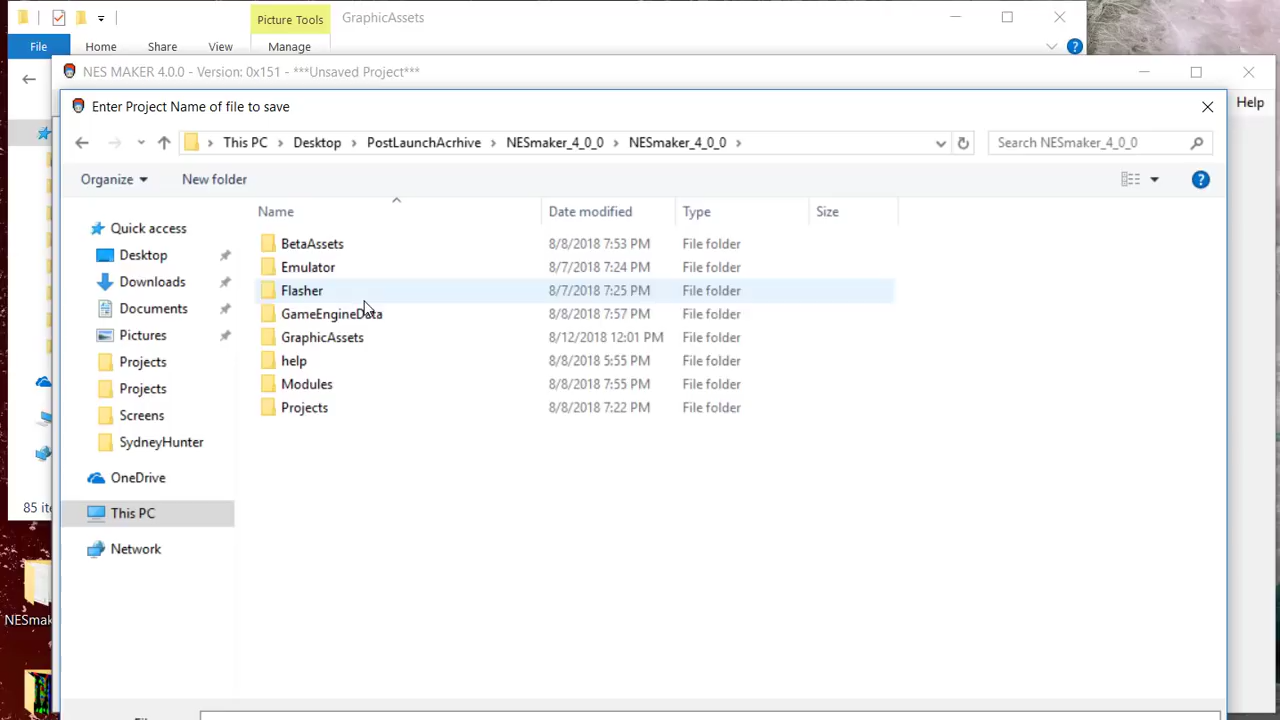 Picture Tools
GraphicAssets
File
Home
Share
View
Manage
NES MAKER 4.0.0 - Version: 0x151 - ***Unsaved Project***
Help
Enter Project Name of file to save
This PC
Desktop
PostLaunchAcrhive
NESmaker_4_0_0
NESmaker_4_0_0
Search NESmaker_4_0_0
Organize
New folder
Name
Date modified
Type
Size
Quick access
Desktop
Downloads
Documents
Pictures
Projects
Projects
Screens
SydneyHunter
OneDrive
This PC
Network
BetaAssets 8/8/2018 7:53 PM File folder
Emulator 8/7/2018 7:24 PM File folder
Flasher 8/7/2018 7:25 PM File folder
GameEngineData 8/8/2018 7:57 PM File folder
GraphicAssets 8/12/2018 12:01 PM File folder
help 8/8/2018 5:55 PM File folder
Modules 8/8/2018 7:55 PM File folder
Projects 8/8/2018 7:22 PM File folder
85 ite
NESmak